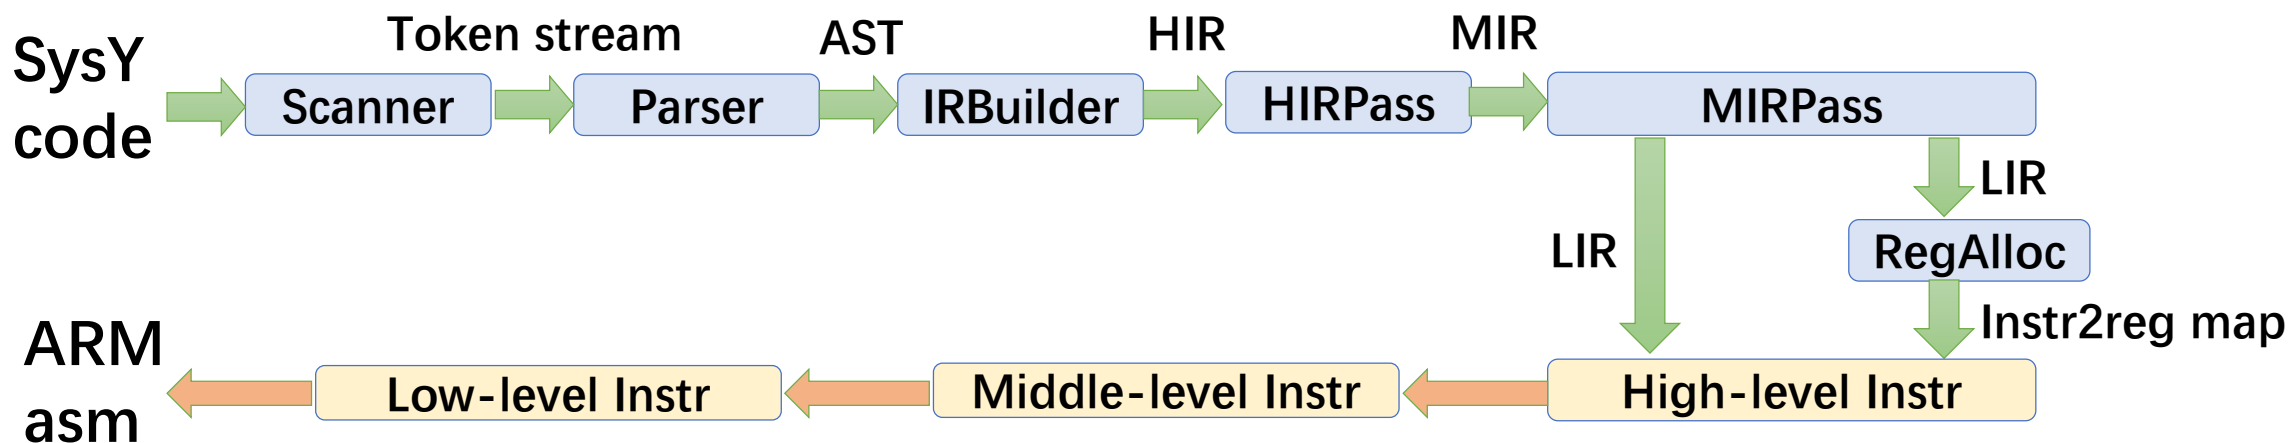 SysY
code
Token stream
AST
HIR
MIR
Scanner
Parser
IRBuilder
HIRPass
MIRPass
LIR
LIR
RegAlloc
Instr2reg map
ARM
asm
Low-level Instr
Middle-level Instr
High-level Instr